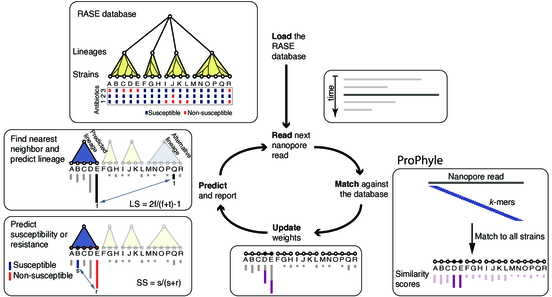 RASE database
Lineages
Strains
A B C D E F G H I J K L M N O P Q R
Antibiotics
1 2 3
Susceptible Non-susceptible
Load the
RASE
database
time
Read next
nanopore
read
Match against
the database
Update
weights
Predict
and report
ProPhyle
Nanopore read
k-mers
Match to all strains
A B C D E F G H I J K L M N O P Q R
Similarity
scores
A B C D E F G H I J K L M N O P Q R
Find nearest
neighbor and
predict lineage
Predicted
lineage
Alternative
lineage
A B C D E F G H I J K L M N O P Q R
f
t
LS = 2f/(f+t)-1
Predict
susceptibility or
resistance
A B C D E F G H I J K L M N O P Q R
Susceptible
Non-susceptible
s
r
SS = s/(s+r)